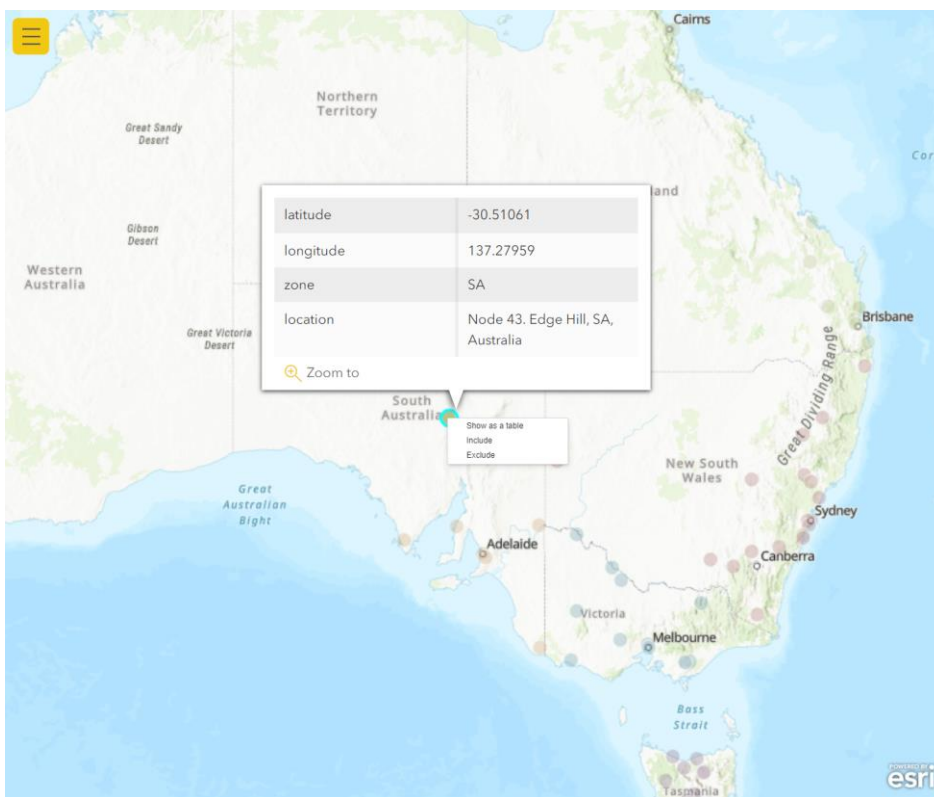 Cairns
Northern
Territory
Great Sandy
Desert
Cor
land
latitude -30.51061
longitude 137.27959
zone SA
location Node 43. Edge Hill, SA,
Australia
Zoom to
Gibson
Desert
Western
Australia
Great Victoria
Desert
Brisbane
Great Dividing Range
South
Australia
Show as a table
Include
Exclude
New South
Wales
Great
Australian
Bight
Sydney
Adelaide
Canberra
Victoria
Melbourne
Bass
Strait
Tasmania
POWERED BY
esri